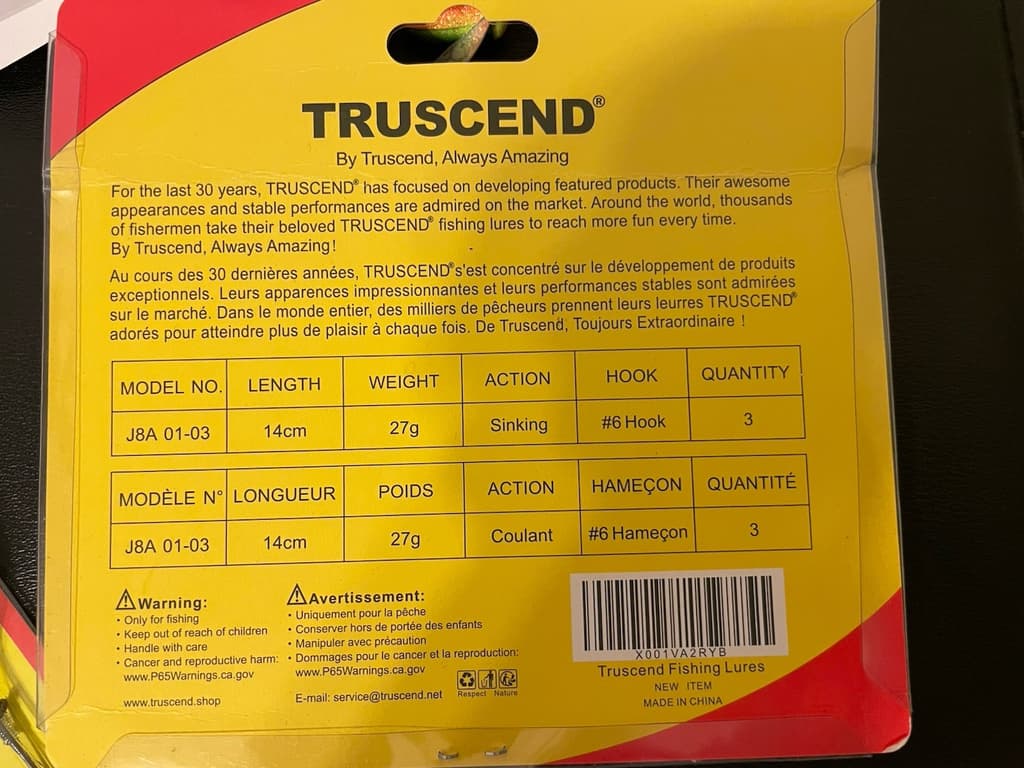 TRUSCEND®
By Truscend, Always Amazing
For the last 30 years, TRUSCEND® has focused on developing featured products. Their awesome
appearances and stable performances are admired on the market. Around the world, thousands
of fishermen take their beloved TRUSCEND® fishing lures to reach more fun every time.
By Truscend, Always Amazing!
Au cours des 30 dernières années, TRUSCEND®s'est concentré sur le développement de produits
exceptionnels. Leurs apparences impressionnantes et leurs performances stables sont admirées
sur le marché. Dans le monde entier, des milliers de pêcheurs prennent leurs leurres TRUSCEND®
adorés pour atteindre plus de plaisir à chaque fois. De Truscend, Toujours Extraordinaire !
MODEL NO. LENGTH WEIGHT ACTION HOOK QUANTITY
J8A 01-03 14cm 27g Sinking #6 Hook 3
MODÈLE N° LONGUEUR POIDS ACTION HAMEÇON QUANTITÉ
J8A 01-03 14cm 27g Coulant #6 Hameçon 3
Warning:
· Only for fishing
· Keep out of reach of children
· Handle with care
· Cancer and reproductive harm:
www.P65Warnings.ca.gov
www.truscend.shop
Avertissement:
· Uniquement pour la pêche
· Conserver hors de portée des enfants
· Manipuler avec précaution
· Dommages pour le cancer et la reproduction:
www.P65Warnings.ca.gov
E-mail: service@truscend.net
Respect Nature
X001VA2RYB
Truscend Fishing Lures
NEW ITEM
MADE IN CHINA